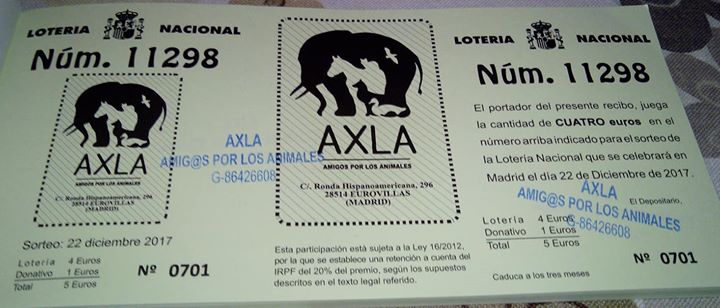 LOTERIA NACIONAL
Núm. 11298
AXLA
AMIGOS POR LOS ANIMALES
C/. Ronda Hispanoamericana, 296
28514 EUROVILLAS
(MADRID)
Sorteo: 22 diciembre 2017
Lotería 4 Euros
Donativo 1 Euros
Total 5 Euros
Nº 0701
AXLA
AMIG@S POR LOS ANIMALES
G-86426608
AXLA
AMIGOS POR LOS ANIMALES
C/. Ronda Hispanoamericana, 296
28514 EUROVILLAS
(MADRID)
Esta participación está sujeta a la Ley 16/2012,
por la que se establece una retención a cuenta del
IRPF del 20% del premio, según los supuestos
descritos en el texto legal referido.
LOTERIA NACIONAL
Núm. 11298
El portador del presente recibo, juega
la cantidad de CUATRO euros en el
número arriba indicado para el sorteo de
la Lotería Nacional que se celebrará en
Madrid el día 22 de Diciembre de 2017.
El Depositario,
AXLA
AMIG@S POR LOS ANIMALES
G-86426608
Lotería 4 Euros
Donativo 1 Euros
Total 5 Euros
Nº 0701
Caduca a los tres meses